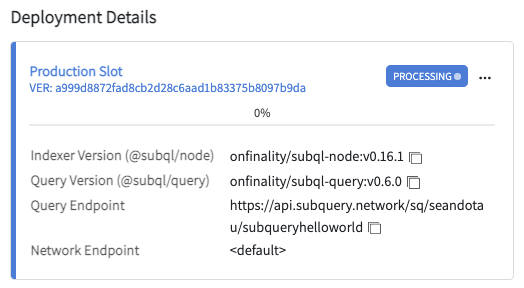 Deployment Details
Production Slot
PROCESSING
...
VER: a999d8872fad8cb2d28c6aad1b83375b8097b9da
0%
Indexer Version (@subql/node) onfinality/subql-node:v0.16.1
Query Version (@subql/query) onfinality/subql-query:v0.6.0
Query Endpoint https://api.subquery.network/sq/seandota
u/subqueryhelloworld
Network Endpoint <default>